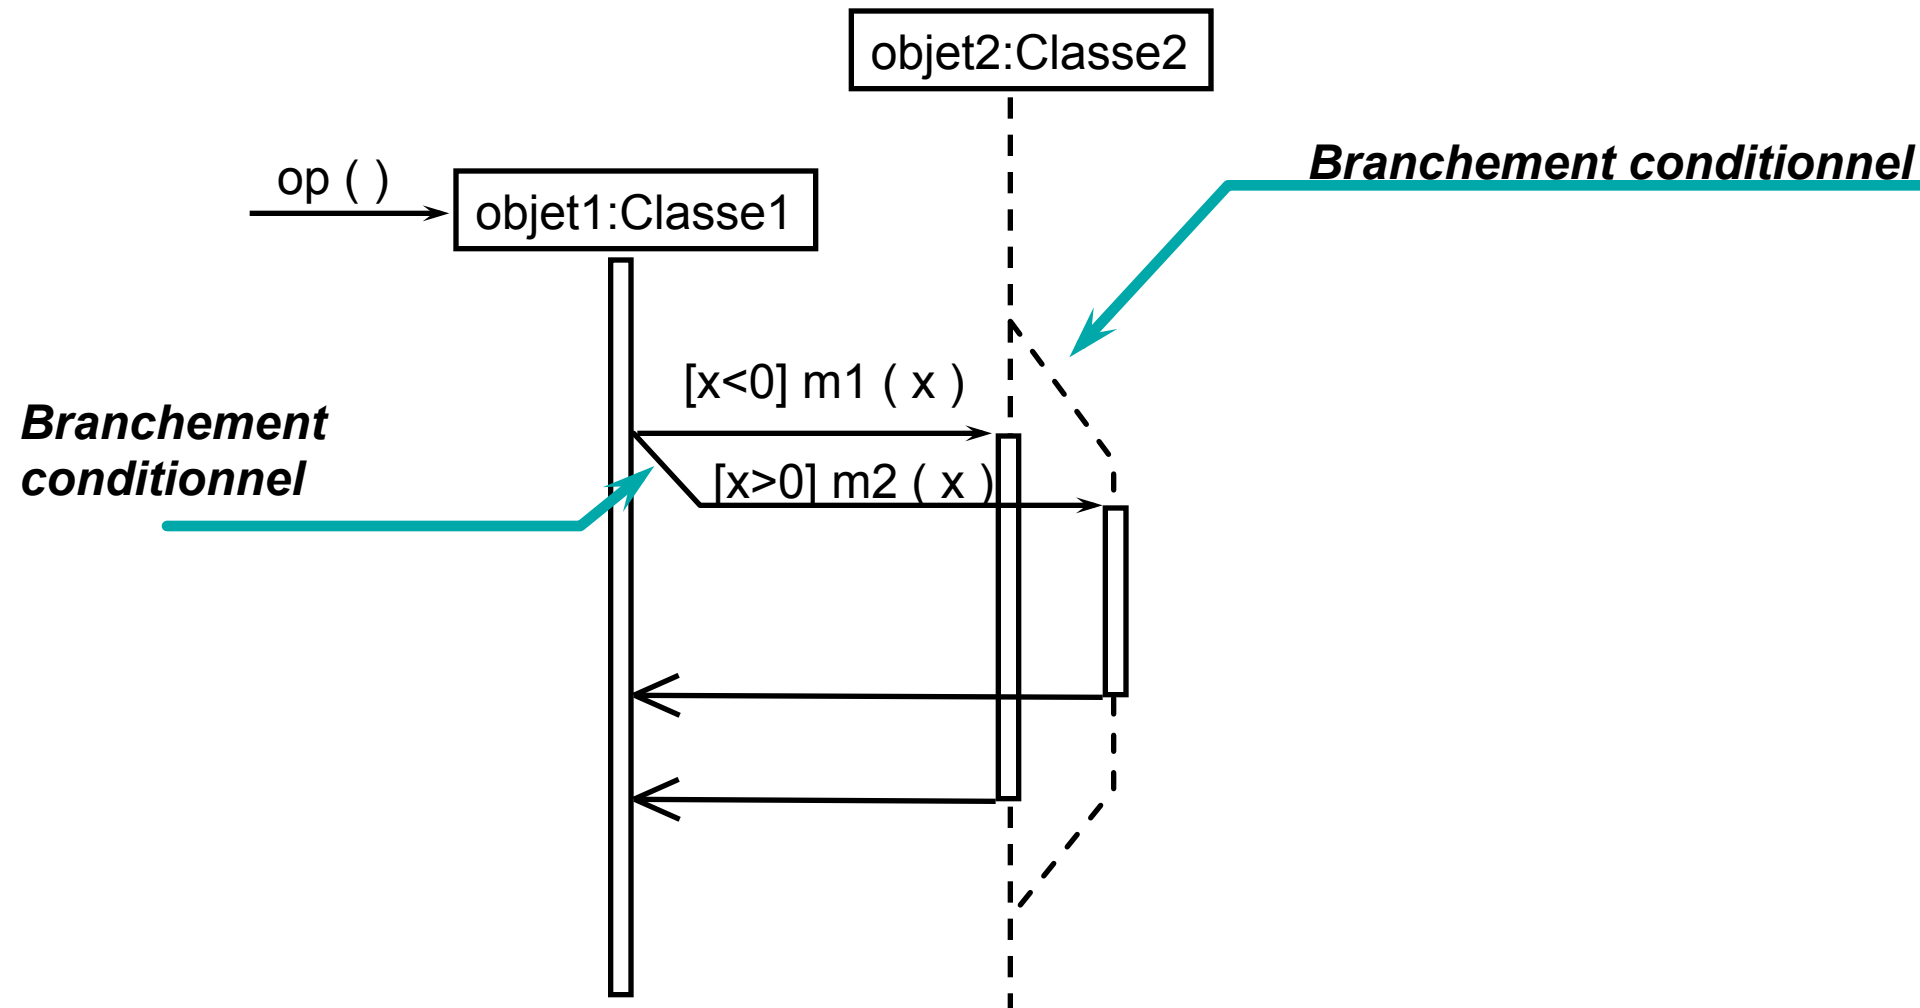 objet2:Classe2
Branchement conditionnel
op ( )
objet1:Classe1
[x<0] m1 ( x )
Branchement
conditionnel
[x>0] m2 ( x )